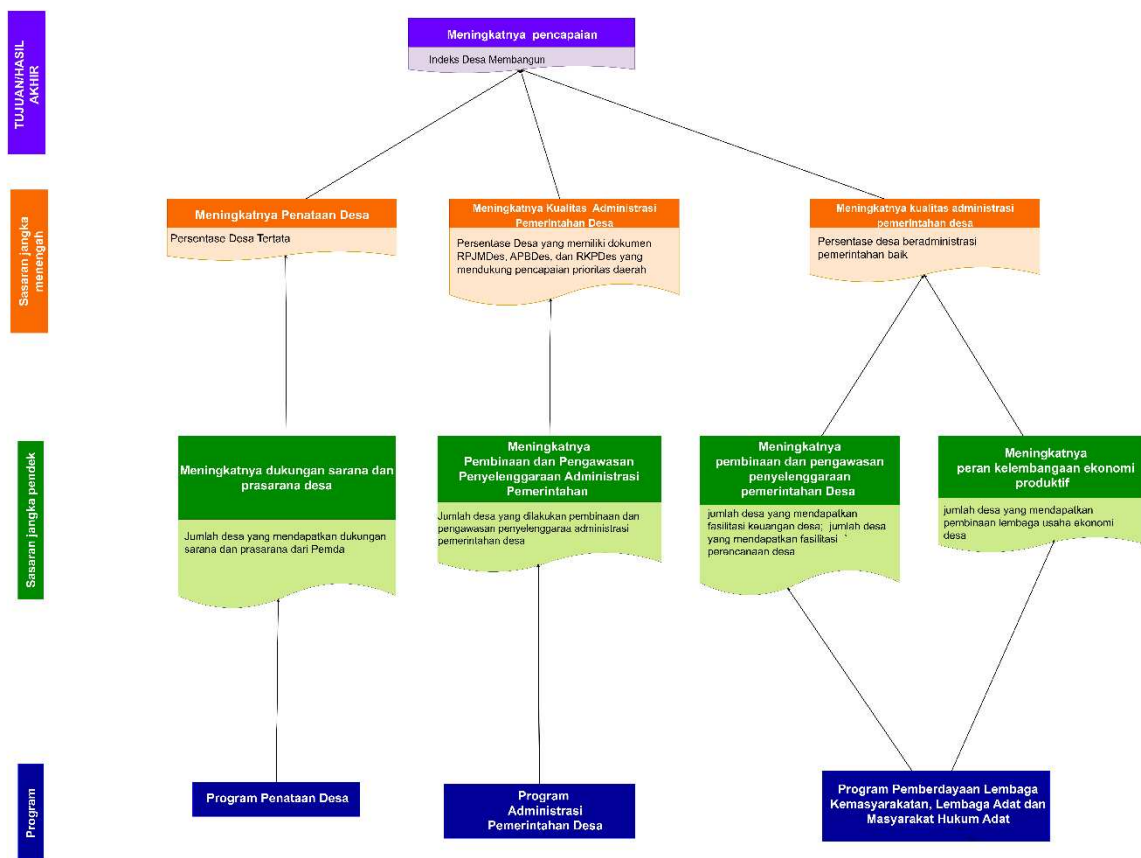 TUJUAN/HASIL
AKHIR
Meningkatnya pencapaian
Indeks Desa Membangun
Sasaran jangka
menengah
Meningkatnya Penataan Desa
Persentase Desa Tertata
Meningkatnya Kualitas Administrasi
Pemerintahan Desa
Persentase Desa yang memiliki dokumen
RPJMDes, APBDes, dan RKPDes yang
mendukung pencapaian prioritas daerah
Meningkatnya kualitas administrasi
pemerintahan desa
Persentase desa beradministrasi
pemerintahan baik
Sasaran jangka pendek
Meningkatnya dukungan sarana dan
prasarana desa
Jumlah desa yang mendapatkan dukungan
sarana dan prasarana dari Pemda
Meningkatnya
Pembinaan dan Pengawasan
Penyelenggaraan Administrasi
Pemerintahan
Jumlah desa yang dilakukan pembinaan dan
pengawasan penyelenggaraa administrasi
pemerintahan desa
Meningkatnya
pembinaan dan pengawasan
penyelenggaraan
pemerintahan Desa
jumlah desa yang mendapatkan
fasilitasi keuangan desa; jumlah desa
yang mendapatkan fasilitasi `
perencanaan desa
Meningkatnya
peran kelembangaan ekonomi
produktif
jumlah desa yang mendapatkan
pembinaan lembaga usaha ekonomi
desa
Program
Program Penataan Desa
Program
Administrasi
Pemerintahan Desa
Program Pemberdayaan Lembaga
Kemasyarakatan, Lembaga Adat dan
Masyarakat Hukum Adat